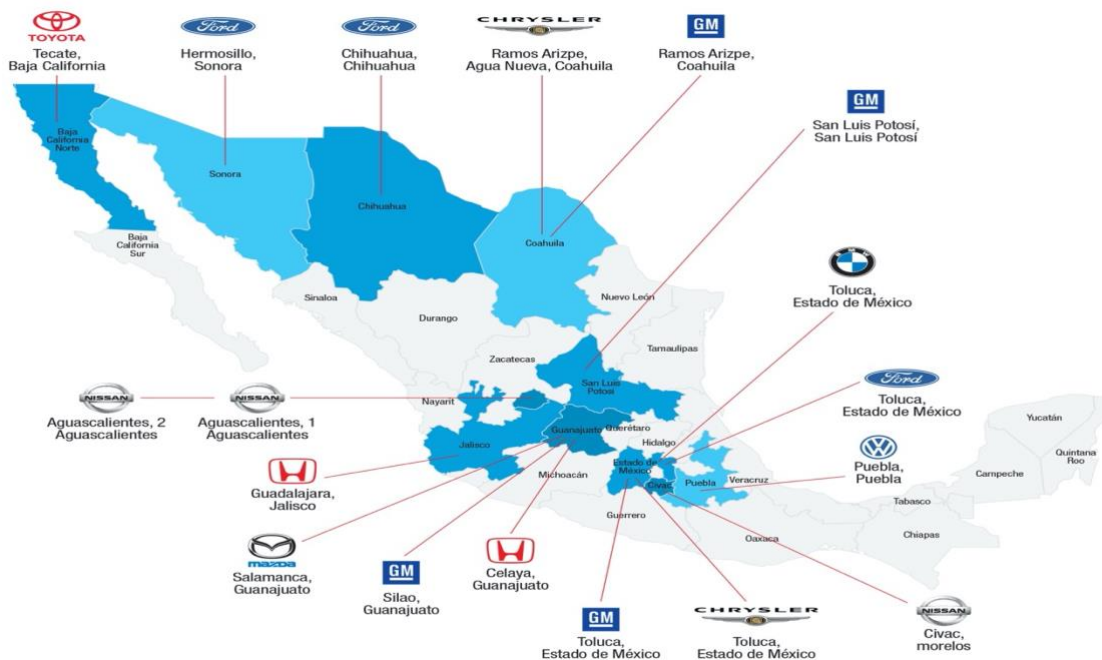 TOYOTA
Tecate,
Baja California
Ford
Hermosillo,
Sonora
Ford
Chihuahua,
Chihuahua
CHRYSLER
Ramos Arizpe,
Agua Nueva, Coahuila
GM
Ramos Arizpe,
Coahuila
GM
San Luis Potosí,
San Luis Potosí
BMW
Toluca,
Estado de México
Ford
Toluca,
Estado de México
Puebla,
Puebla
NISSAN
Civac,
morelos
CHRYSLER
Toluca,
Estado de México
GM
Toluca,
Estado de México
Celaya,
Guanajuato
GM
Silao,
Guanajuato
mazda
Salamanca,
Guanajuato
Guadalajara,
Jalisco
NISSAN
Aguascalientes, 2
Aguascalientes
NISSAN
Aguascalientes, 1
Aguascalientes
Baja
California
Norte
Sonora
Chihuahua
Coahuila
Baja
California
Sur
Sinaloa
Durango
Nuevo León
Zacatecas
Tamaulipas
San Luis
Potosí
Nayarit
Jalisco
Guanajuato
Querétaro
Hidalgo
Michoacán
Estado de
México
Civac
Puebla
Veracruz
Guerrero
Oaxaca
Tabasco
Chiapas
Campeche
Yucatán
Quintana
Roo